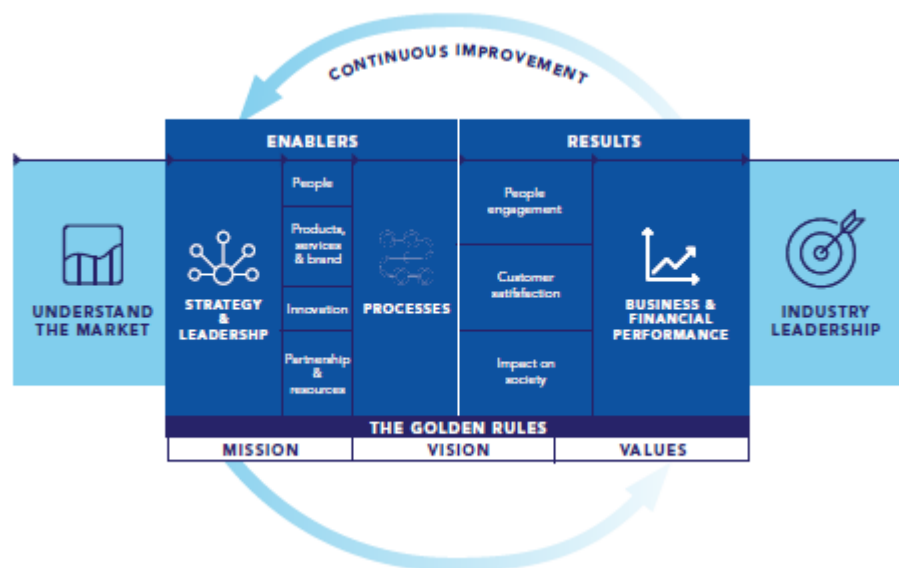 CONTINUOUS IMPROVEMENT
ENABLERS
RESULTS
UNDERSTAND
THE MARKET
STRATEGY
&
LEADERSHP
People
Products,
services
& brand
Innovation
Partnership
&
resources
PROCESSES
People
engagement
Customer
satisfaction
Impact on
society
BUSINESS &
FINANCIAL
PERFORMANCE
INDUSTRY
LEADERSHIP
THE GOLDEN RULES
MISSION
VISION
VALUES